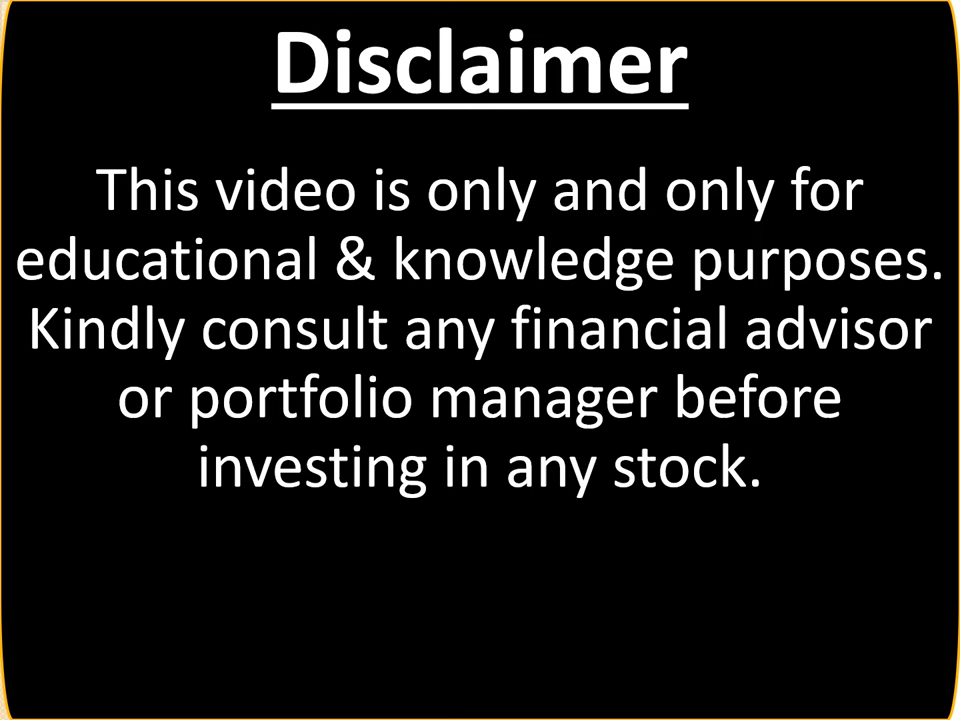 Disclaimer
This video is only and only for
educational & knowledge purposes.
Kindly consult any financial advisor
or portfolio manager before
investing in any stock.